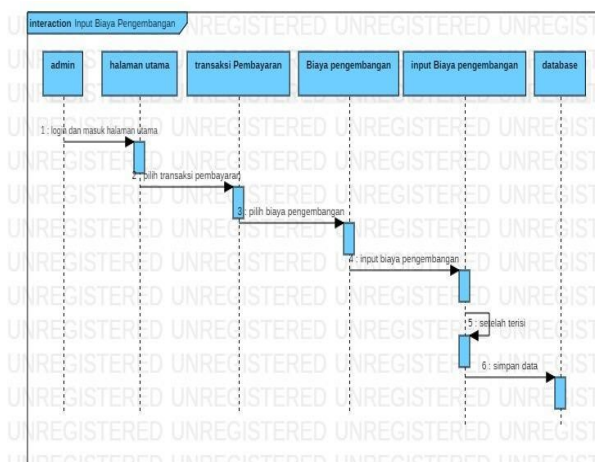 interaction Input Biaya Pengembangan
admin
halaman utama
transaksi Pembayaran
Biaya pengembangan
input Biaya pengembangan
database
1 : login dan masuk halaman utama
2 : pilih transaksi pembayaran
3 : pilih biaya pengembangan
4 : input biaya pengembangan
5 : setelah terisi
6 : simpan data
UNREGISTERED UNREGISTERED UNREGISTERED UNREGIST